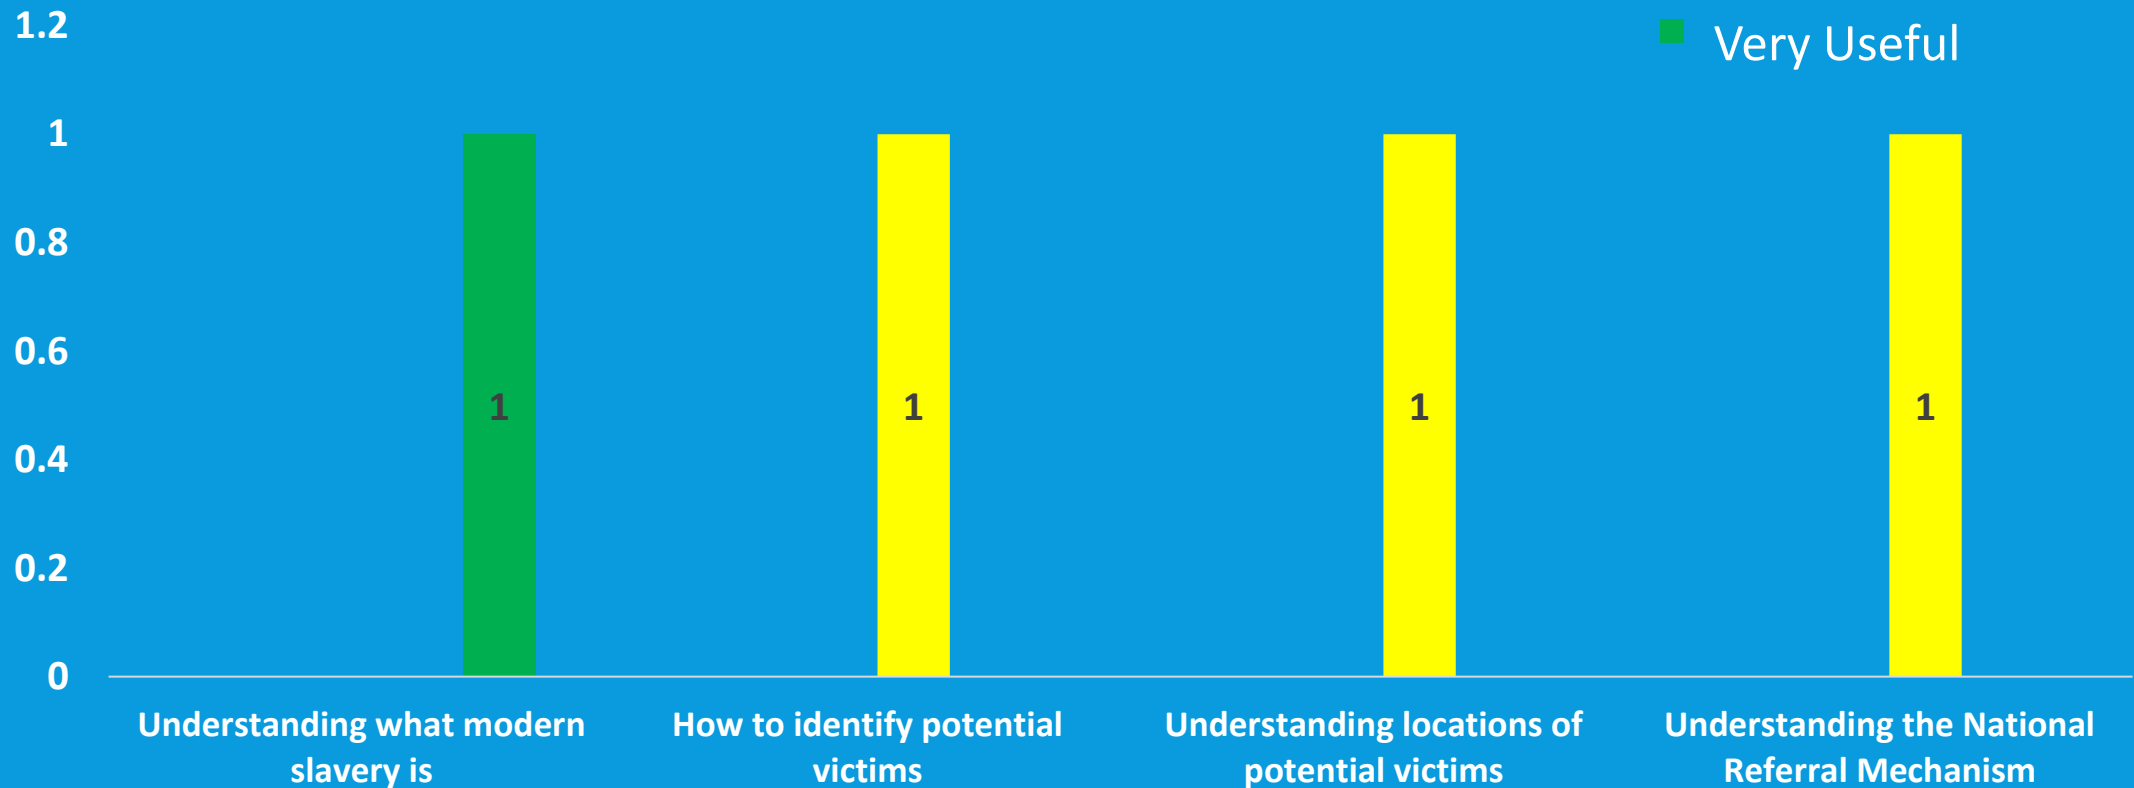 1.2
Very Useful
1
0.8
0.6
0.4
0.2
0
1
1
1
1
Understanding what modern
slavery is
How to identify potential
victims
Understanding locations of
potential victims
Understanding the National
Referral Mechanism